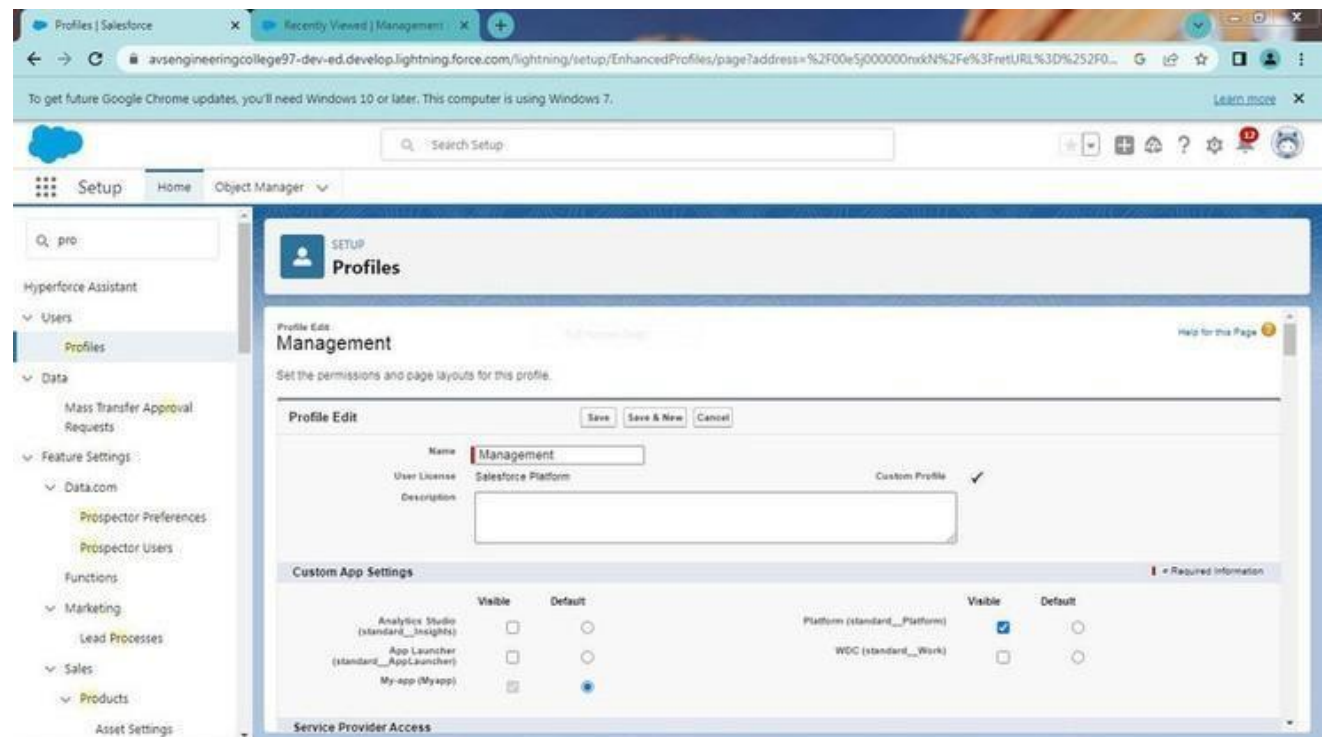 Profiles | Salesforce
Recently Viewed | Management
avsengineeringcollege97-dev-ed.develop.lightning.force.com/lightning/setup/EnhancedProfiles/page?address=%2F00e5j000000nxkN%2Fe%3FretURL%3D%252F0...
To get future Google Chrome updates, you'll need Windows 10 or later. This computer is using Windows 7.
Learn more
Search Setup
Setup Home Object Manager
pro
SETUP
Profiles
Hyperforce Assistant
Users
Profiles
Data
Mass Transfer Approval
Requests
Feature Settings
Data.com
Prospector Preferences
Prospector Users
Functions
Marketing
Lead Processes
Sales
Products
Asset Settings
Profile Edit
Management
Help for this Page
Set the permissions and page layouts for this profile.
Profile Edit Save Save & New Cancel
Name Management
User License Salesforce Platform Custom Profile
Description
Custom App Settings = Required Information
Visible Default Visible Default
Analytics Studio
(standard__Insights)
Platform (standard__Platform)
App Launcher
(standard__AppLauncher)
WDC (standard__Work)
My-app (Myapp)
Service Provider Access